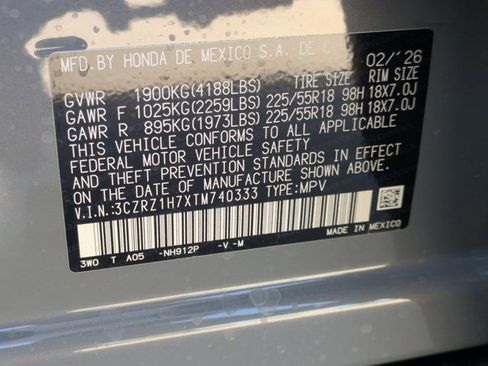 MFD.BY HONDA DE MEXICO S.A. DE C 02/'26
TIRE SIZE RIM SIZE
GVWR 1900KG(4188LBS)
GAWR F 1025KG(2259LBS) 225/55R18 98H 18X7.0J
GAWR R 895KG(1973LBS) 225/55R18 98H 18X7.0J
THIS VEHICLE CONFORMS TO ALL APPLICABLE
FEDERAL MOTOR VEHICLE SAFETY
AND THEFT PREVENTION STANDARDS IN EFFECT
ON THE DATE OF MANUFACTURE SHOWN ABOVE.
V.I.N.:3CZRZ1H7XTM740333 TYPE:MPV
3W0 T A05 -NH912P -V -M
MADE IN MEXICO